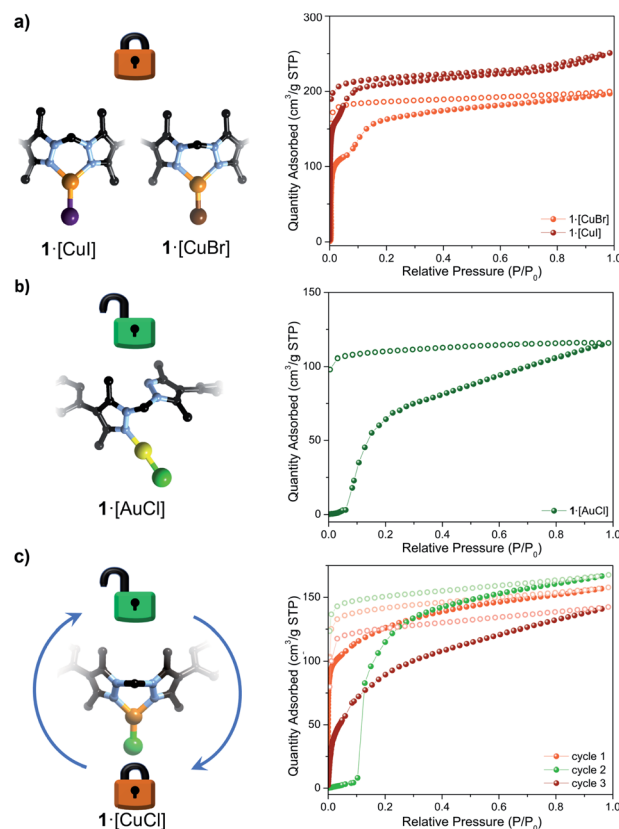 a)
1·[CuI]
1·[CuBr]
Quantity Adsorbed (cm³/g STP)
300
200
100
0
0.0 0.2 0.4 0.6 0.8 1.0
Relative Pressure (P/P₀)
1·[CuBr]
1·[CuI]
b)
1·[AuCl]
Quantity Adsorbed (cm³/g STP)
150
100
50
0
0.0 0.2 0.4 0.6 0.8 1.0
Relative Pressure (P/P₀)
1·[AuCl]
c)
1·[CuCl]
Quantity Adsorbed (cm³/g STP)
150
100
50
0
0.0 0.2 0.4 0.6 0.8 1.0
Relative Pressure (P/P₀)
cycle 1
cycle 2
cycle 3